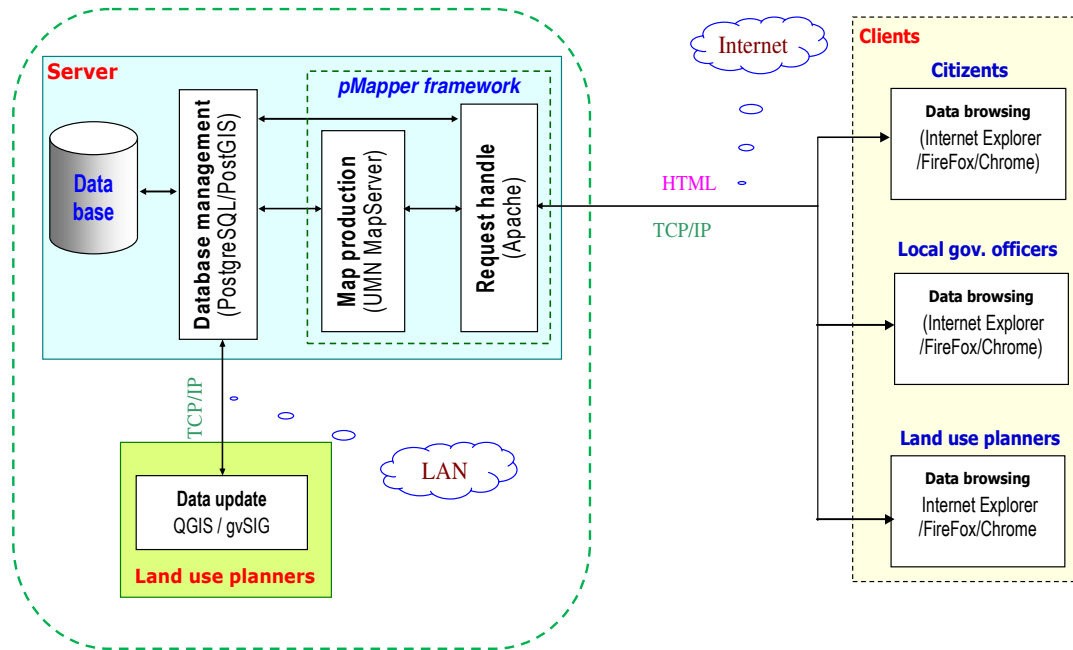 Server
pMapper framework
Data
base
Database management
(PostgreSQL/PostGIS)
Map production
(UMN MapServer)
Request handle
(Apache)
TCP/IP
LAN
Data update
QGIS / gvSIG
Land use planners
Internet
HTML
TCP/IP
Clients
Citizents
Data browsing
(Internet Explorer
/FireFox/Chrome)
Local gov. officers
Data browsing
(Internet Explorer
/FireFox/Chrome)
Land use planners
Data browsing
Internet Explorer
/FireFox/Chrome